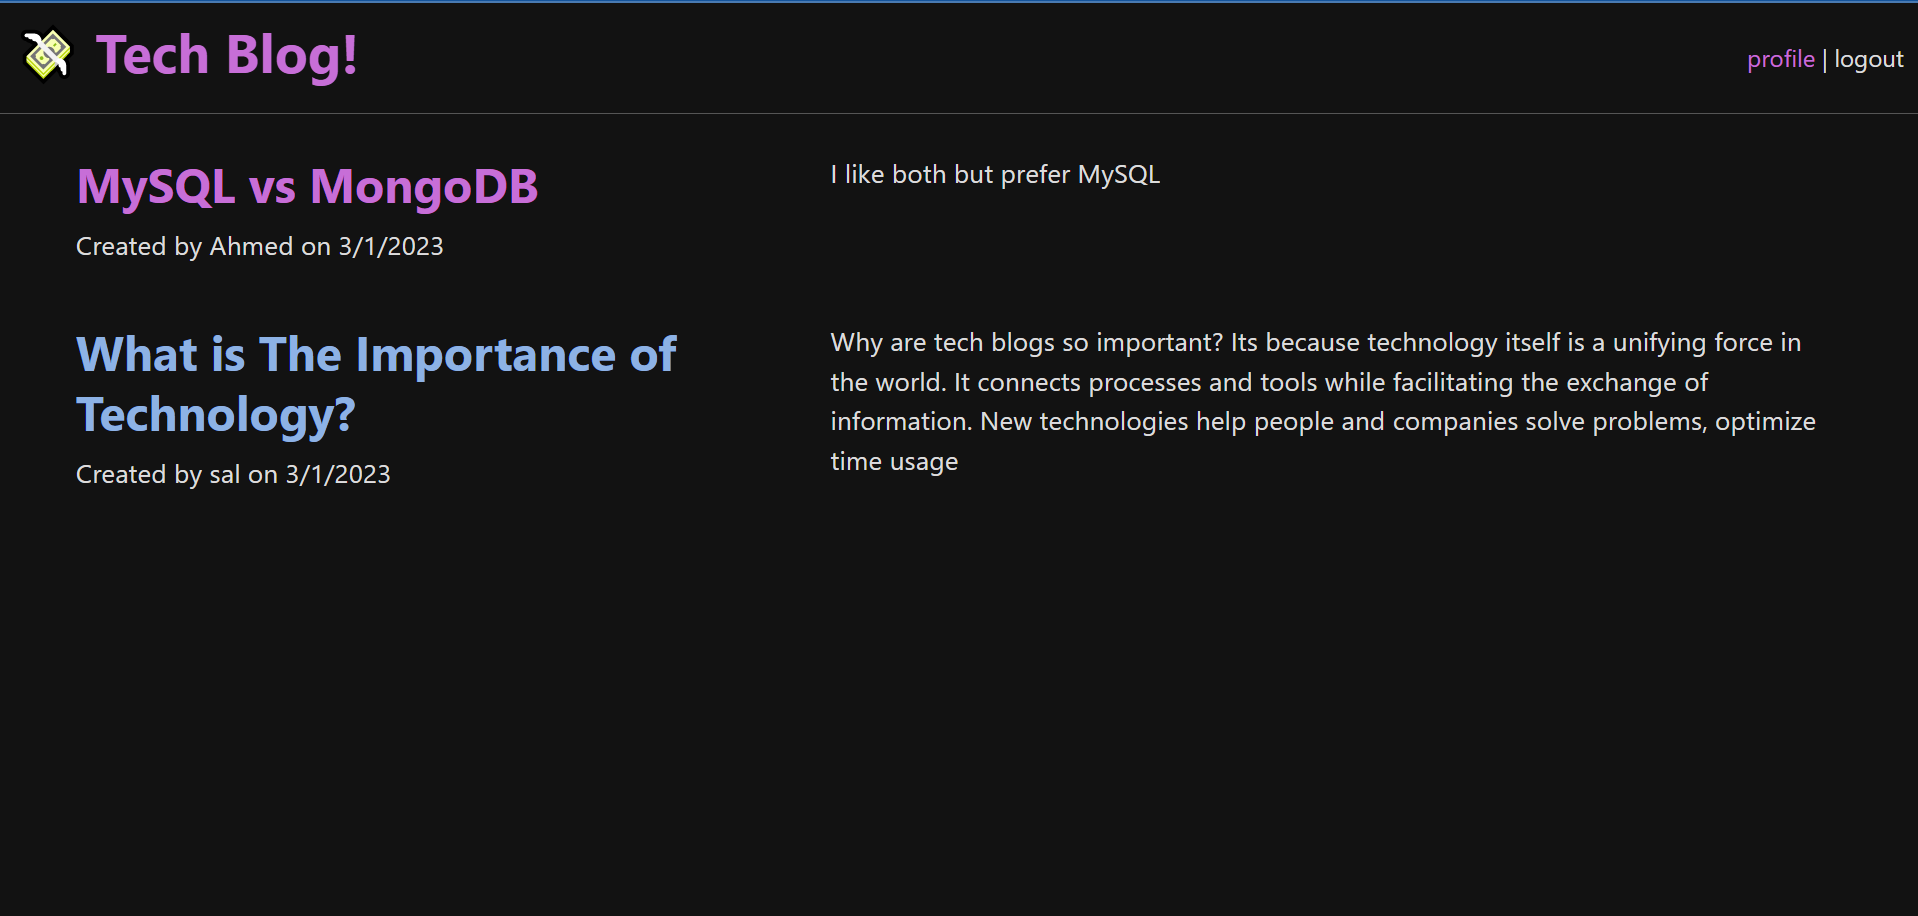 Tech Blog!
profile | logout
MySQL vs MongoDB
Created by Ahmed on 3/1/2023
I like both but prefer MySQL
What is The Importance of
Technology?
Created by sal on 3/1/2023
Why are tech blogs so important? Its because technology itself is a unifying force in
the world. It connects processes and tools while facilitating the exchange of
information. New technologies help people and companies solve problems, optimize
time usage